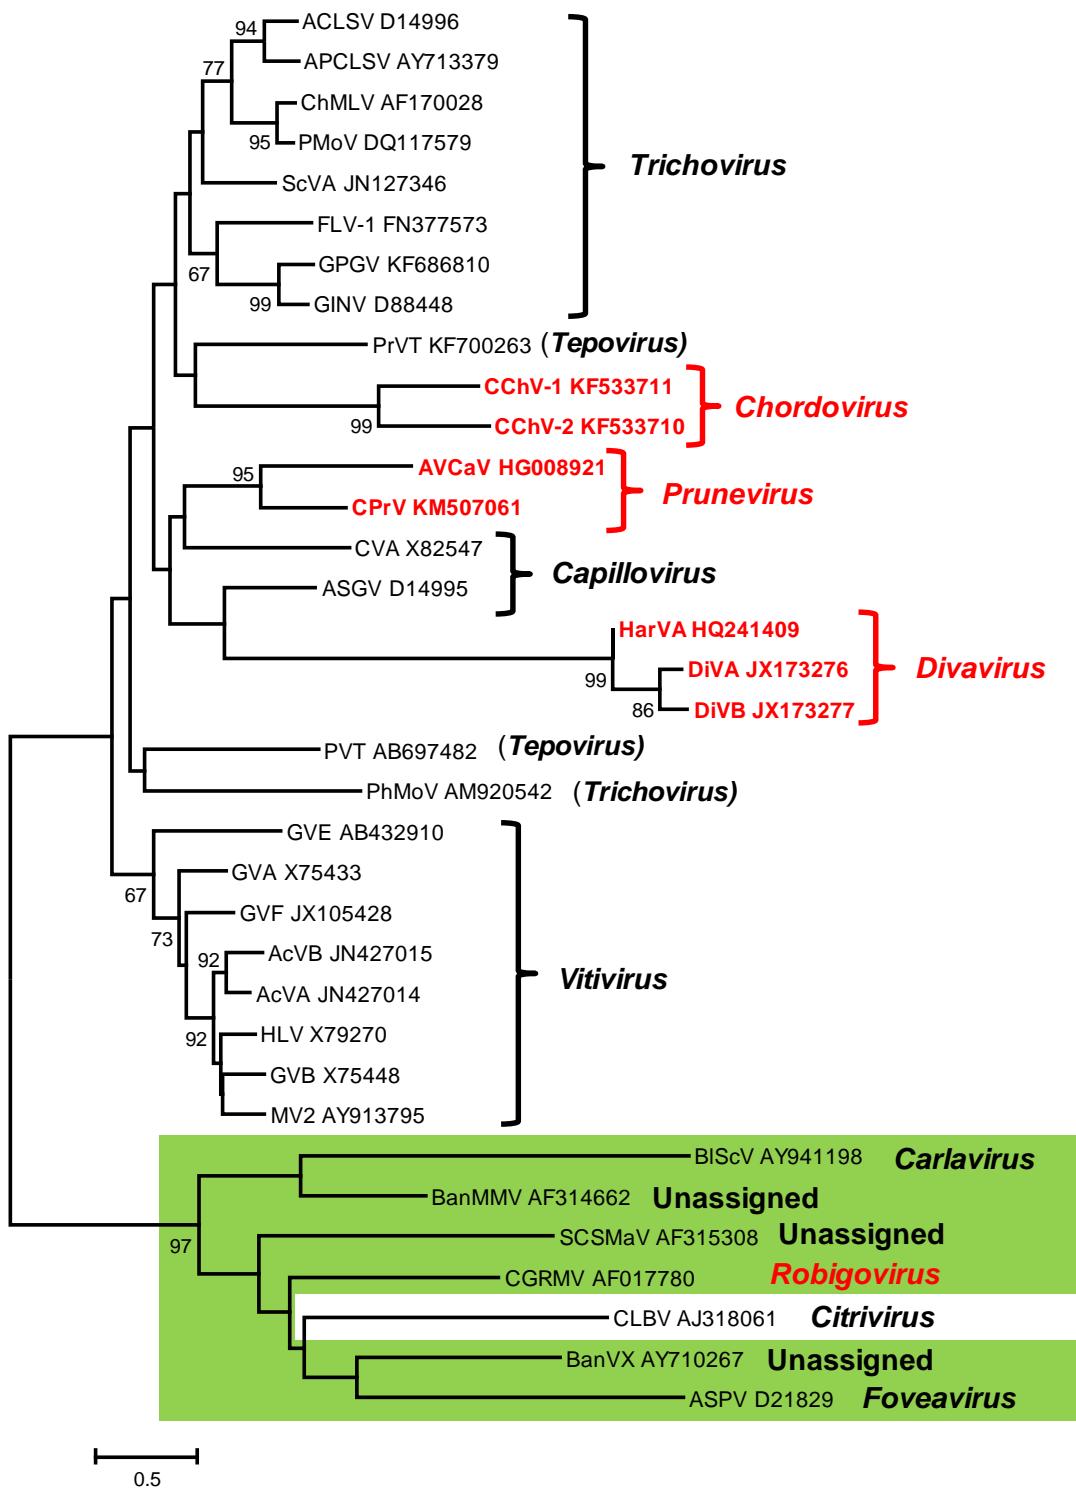 94
ACLSV D14996
APCLSV AY713379
77
ChMLV AF170028
95
PMoV DQ117579
Trichovirus
ScVA JN127346
FLV-1 FN377573
67
GPGV KF686810
99
GINV D88448
PrVT KF700263 (Tepovirus)
CChV-1 KF533711
Chordovirus
99
CChV-2 KF533710
95
AVCaV HG008921
Prunevirus
CPrV KM507061
CVA X82547
Capillovirus
ASGV D14995
HarVA HQ241409
99
DiVA JX173276
Divavirus
86
DiVB JX173277
PVT AB697482 (Tepovirus)
PhMoV AM920542 (Trichovirus)
GVE AB432910
67
GVA X75433
73
GVF JX105428
92
AcVB JN427015
Vitivirus
AcVA JN427014
92
HLV X79270
GVB X75448
MV2 AY913795
BlScV AY941198 Carlavirus
BanMMV AF314662 Unassigned
97
SCSMaV AF315308 Unassigned
CGRMV AF017780 Robigovirus
CLBV AJ318061 Citrivirus
BanVX AY710267 Unassigned
ASPV D21829 Foveavirus
0.5